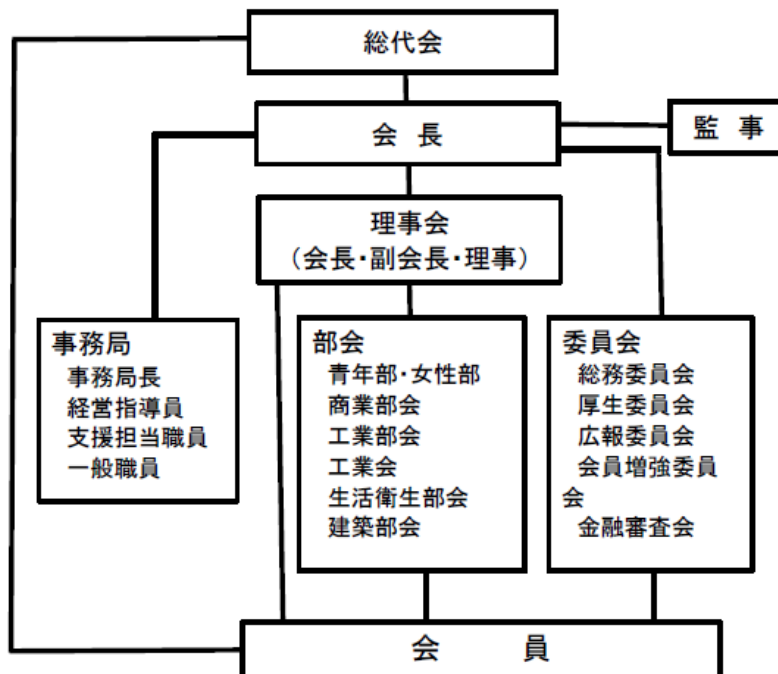 総代会
会　長
監　事
理事会
（会長・副会長・理事）
事務局
事務局長
経営指導員
支援担当職員
一般職員
部会
青年部・女性部
商業部会
工業部会
工業会
生活衛生部会
建築部会
委員会
総務委員会
厚生委員会
広報委員会
会員増強委員
会
金融審査会
会　　員